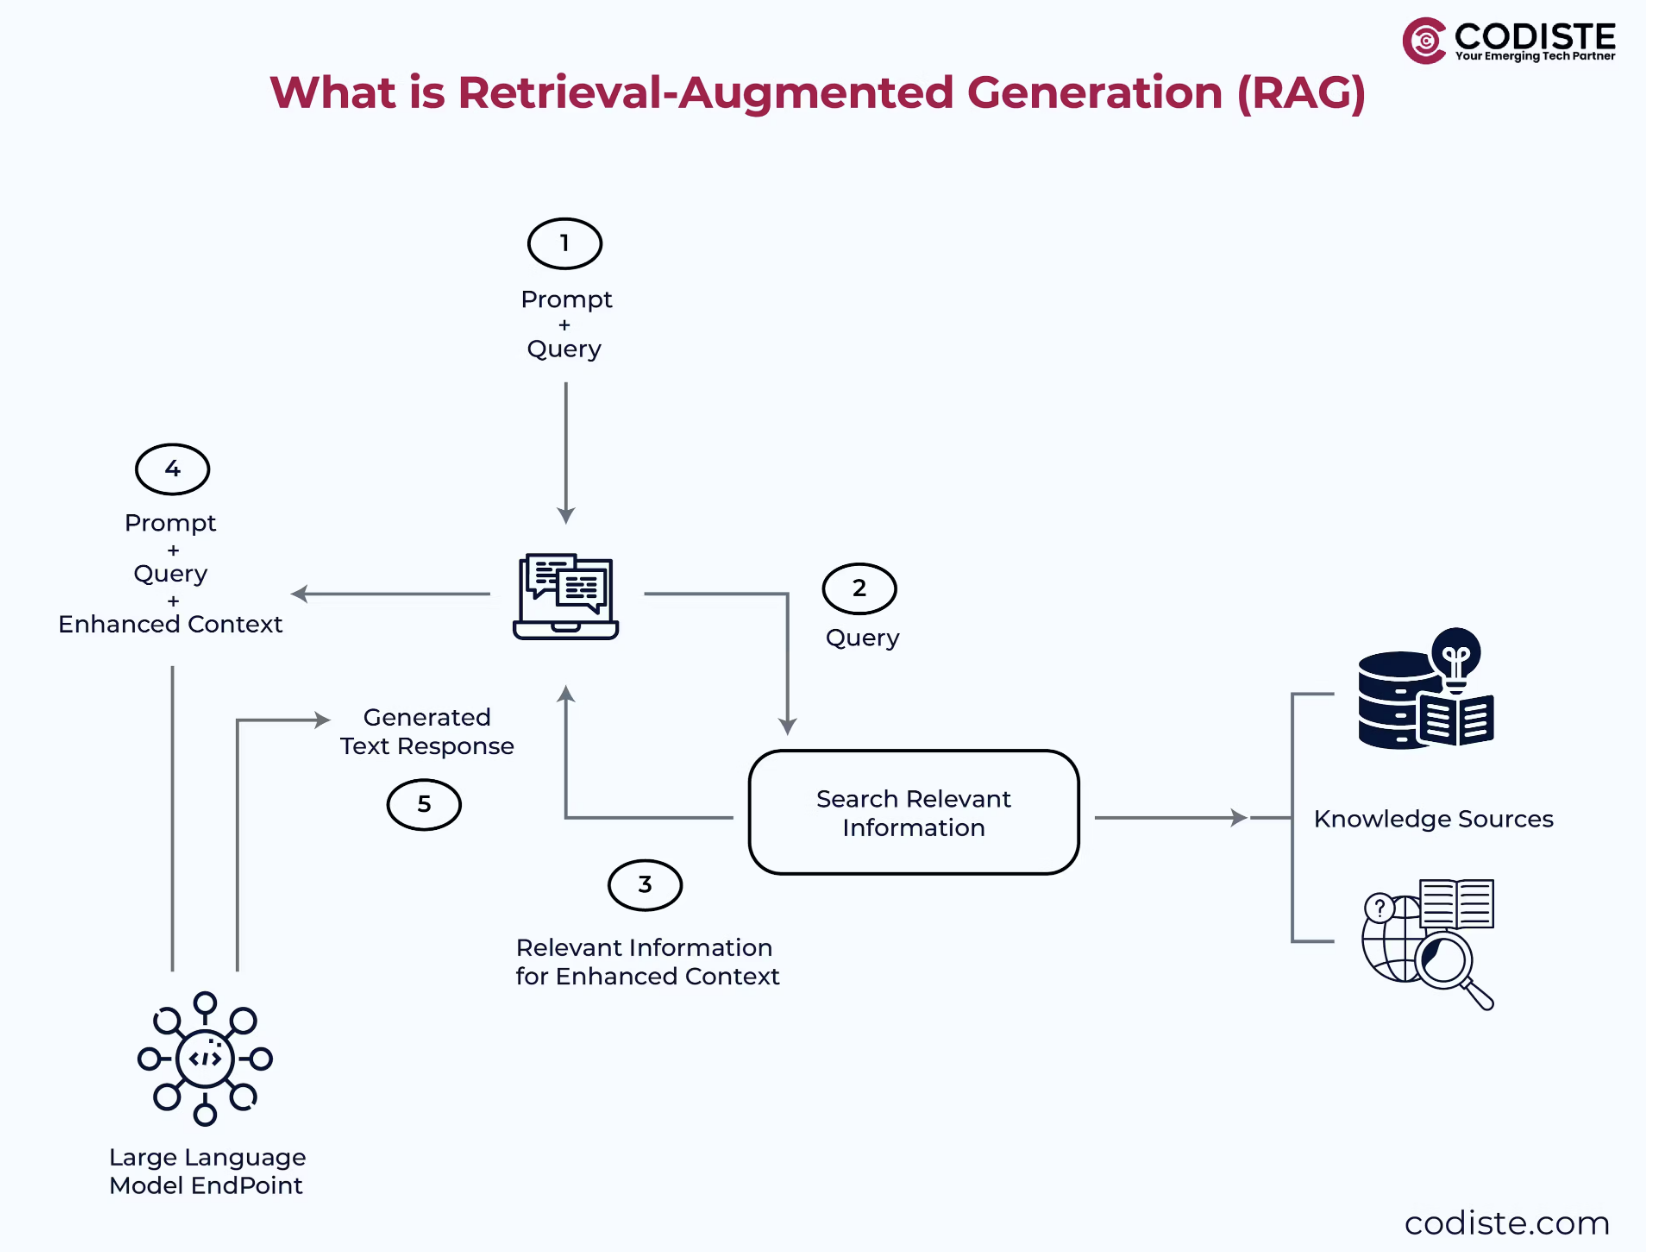 CODISTE
Your Emerging Tech Partner
What is Retrieval-Augmented Generation (RAG)
1
Prompt
+
Query
4
Prompt
+
Query
+
Enhanced Context
2
Query
Generated
Text Response
5
Search Relevant
Information
Knowledge Sources
?
3
Relevant Information
for Enhanced Context
</>
Large Language
Model EndPoint
codiste.com